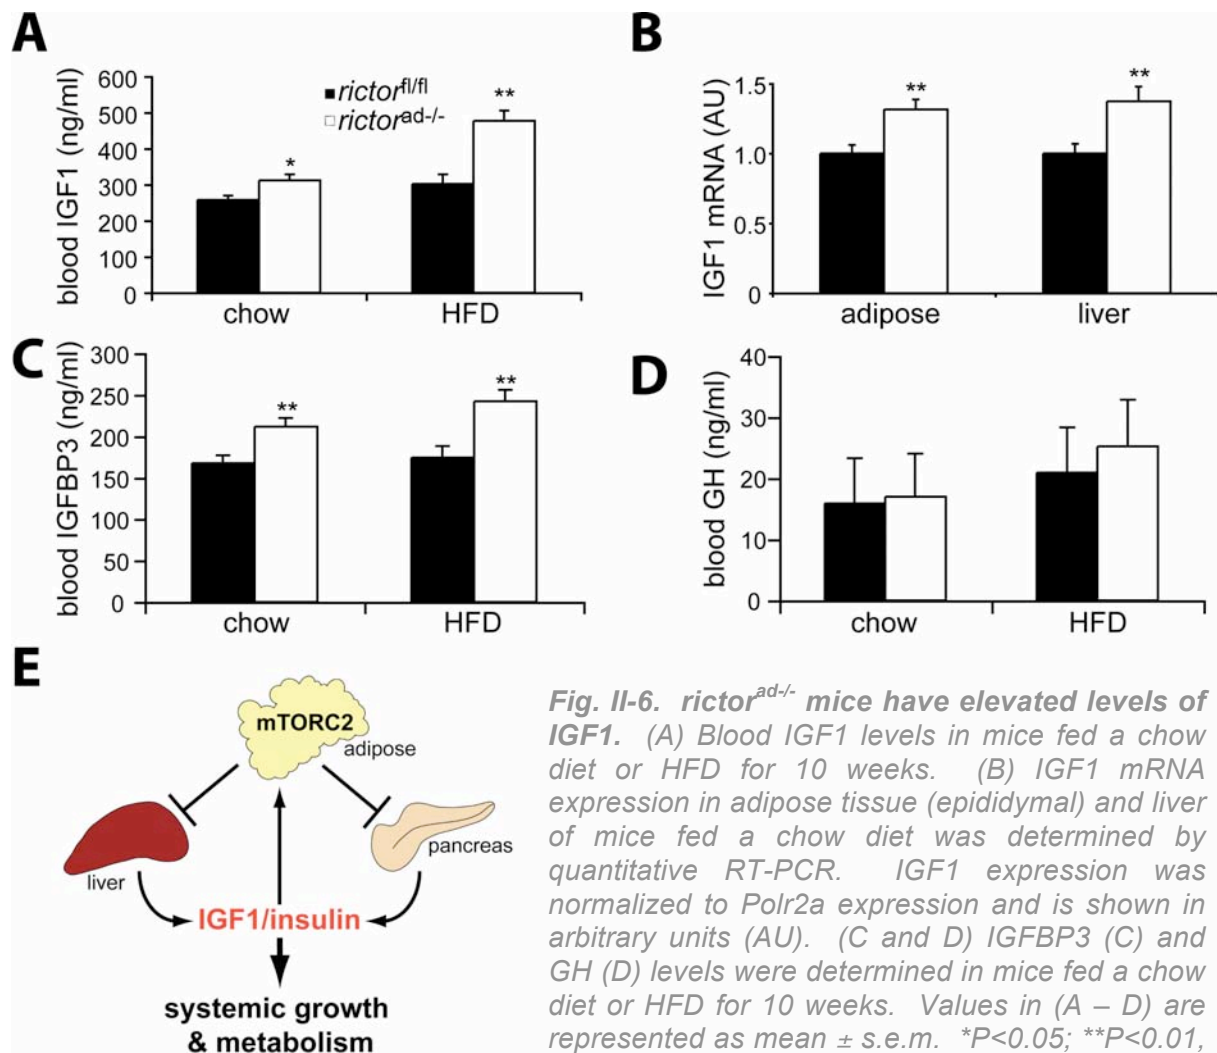 A
600
500
400
300
200
100
0
blood IGF1 (ng/ml)
rictorfl/fl
rictorad-/-
*
**
chow
HFD
B
1.5
1.0
0.5
0
IGF1 mRNA (AU)
**
**
adipose
liver
C
300
250
200
150
100
50
0
blood IGFBP3 (ng/ml)
**
**
chow
HFD
D
40
30
20
10
0
blood GH (ng/ml)
chow
HFD
E
mTORC2
adipose
liver
pancreas
IGF1/insulin
systemic growth
& metabolism
Fig. II-6. rictorad-/- mice have elevated levels of
IGF1. (A) Blood IGF1 levels in mice fed a chow
diet or HFD for 10 weeks. (B) IGF1 mRNA
expression in adipose tissue (epididymal) and liver
of mice fed a chow diet was determined by
quantitative RT-PCR. IGF1 expression was
normalized to Polr2a expression and is shown in
arbitrary units (AU). (C and D) IGFBP3 (C) and
GH (D) levels were determined in mice fed a chow
diet or HFD for 10 weeks. Values in (A – D) are
represented as mean ± s.e.m. *P<0.05; **P<0.01,